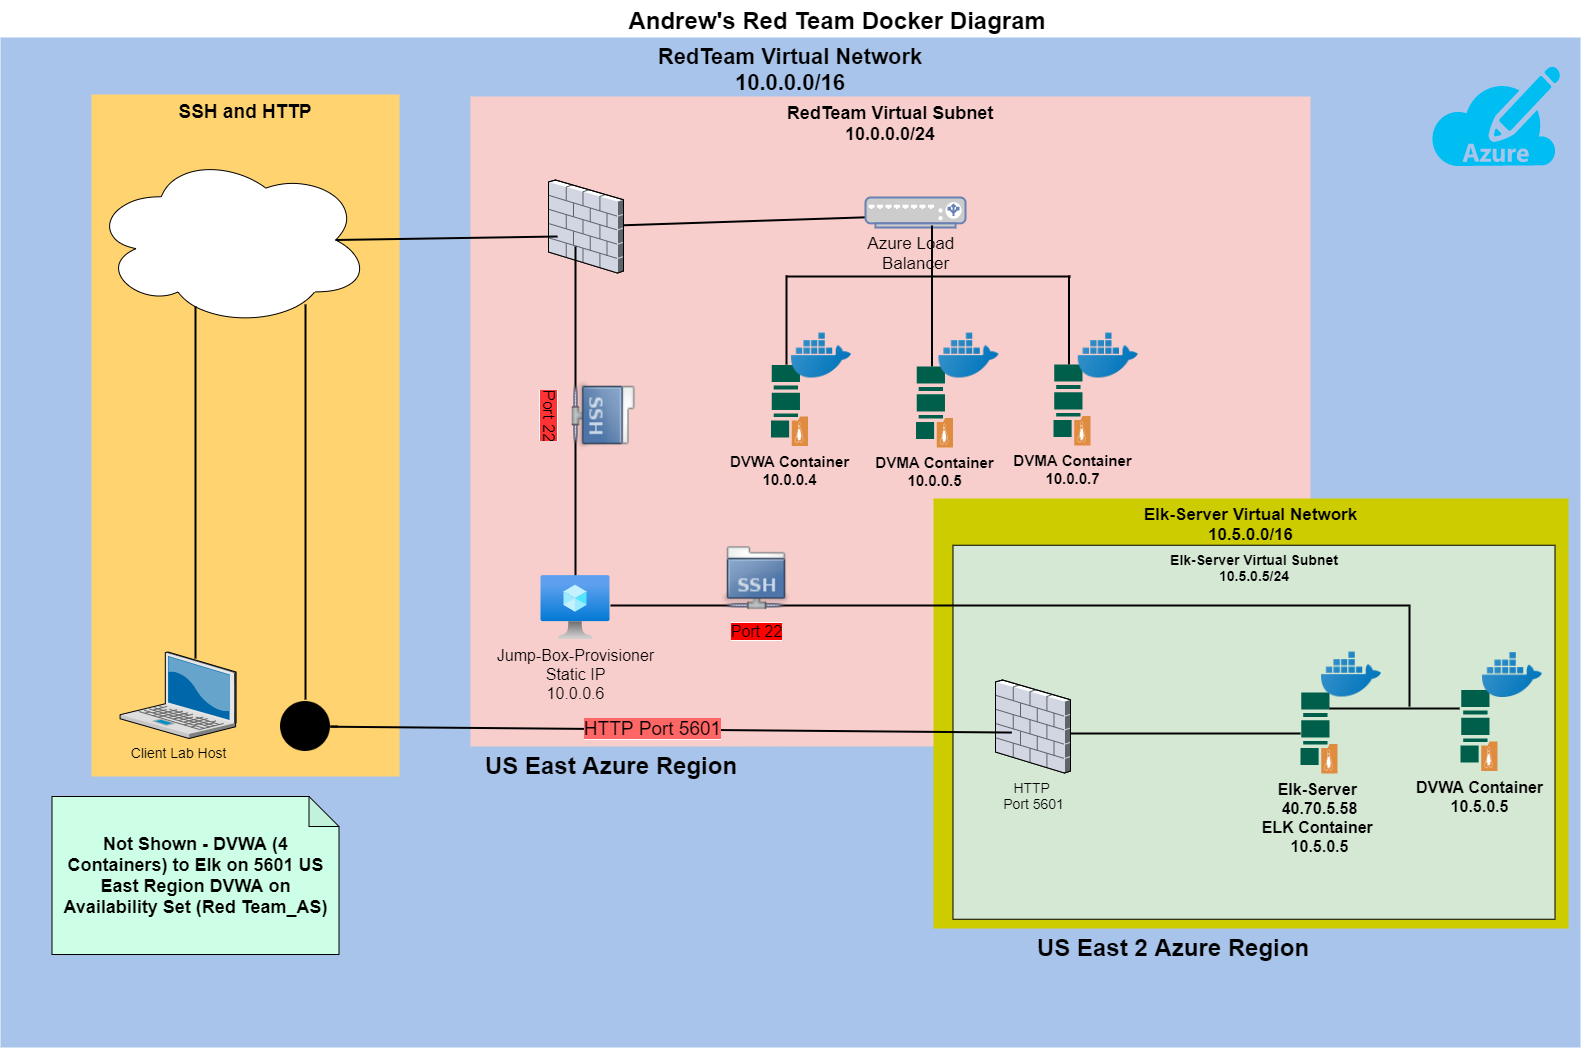 Andrew's Red Team Docker Diagram
RedTeam Virtual Network
10.0.0.0/16
SSH and HTTP
RedTeam Virtual Subnet
10.0.0.0/24
Azure
Azure Load
Balancer
Port 22
SSH
DVWA Container
10.0.0.4
DVMA Container
10.0.0.5
DVMA Container
10.0.0.7
Elk-Server Virtual Network
10.5.0.0/16
Elk-Server Virtual Subnet
10.5.0.5/24
SSH
Port 22
Jump-Box-Provisioner
Static IP
10.0.0.6
HTTP Port 5601
Client Lab Host
US East Azure Region
HTTP
Port 5601
Elk-Server
40.70.5.58
ELK Container
10.5.0.5
DVWA Container
10.5.0.5
Not Shown - DVWA (4
Containers) to Elk on 5601 US
East Region DVWA on
Availability Set (Red Team_AS)
US East 2 Azure Region